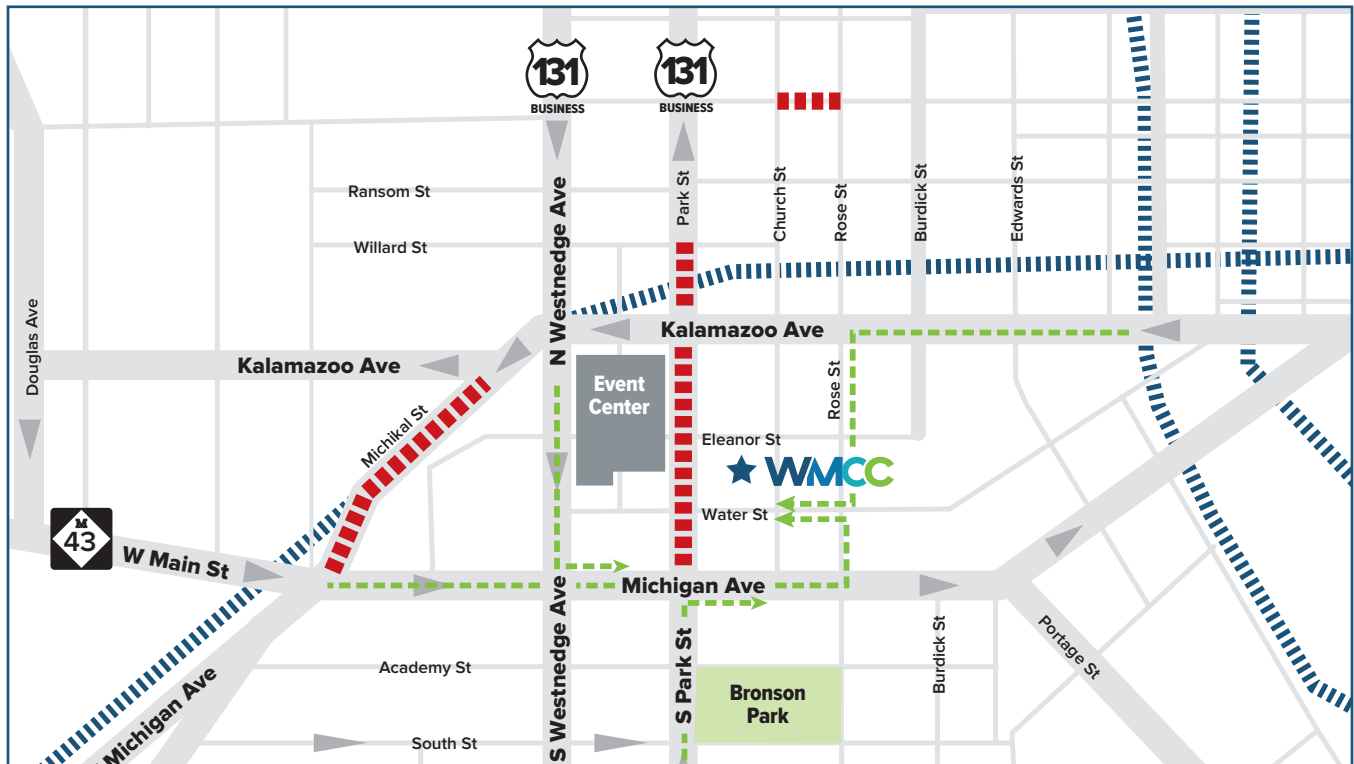 131
BUSINESS
131
BUSINESS
Ransom St
Willard St
N Westnedge Ave
Park St
Church St
Rose St
Burdick St
Edwards St
Douglas Ave
Kalamazoo Ave
Kalamazoo Ave
Michikal St
Event
Center
Rose St
Eleanor St
WMCC
Water St
M
43
W Main St
Michigan Ave
S Westnedge Ave
S Park St
Academy St
Michigan Ave
Bronson
Park
Burdick St
Portage St
South St